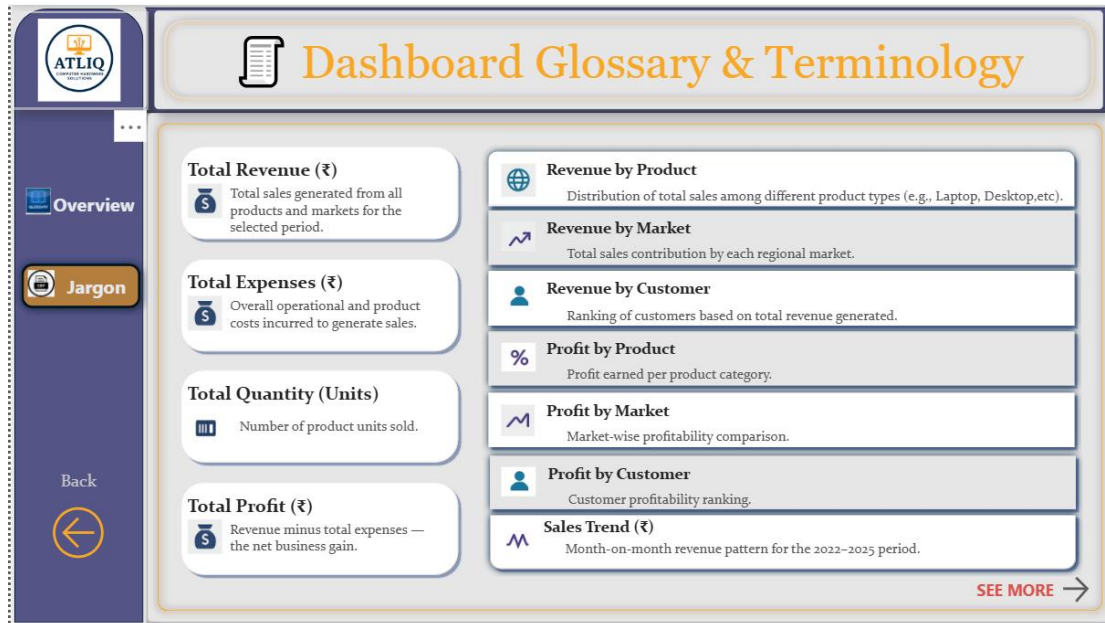 ATLIQ
COMPUTER HARDWARE
SOLUTIONS
Dashboard Glossary & Terminology
...
Overview
Jargon
Back
Total Revenue (₹)
Total sales generated from all
products and markets for the
selected period.
Total Expenses (₹)
Overall operational and product
costs incurred to generate sales.
Total Quantity (Units)
Number of product units sold.
Total Profit (₹)
Revenue minus total expenses —
the net business gain.
Revenue by Product
Distribution of total sales among different product types (e.g., Laptop, Desktop,etc).
Revenue by Market
Total sales contribution by each regional market.
Revenue by Customer
Ranking of customers based on total revenue generated.
Profit by Product
Profit earned per product category.
Profit by Market
Market-wise profitability comparison.
Profit by Customer
Customer profitability ranking.
Sales Trend (₹)
Month-on-month revenue pattern for the 2022–2025 period.
SEE MORE